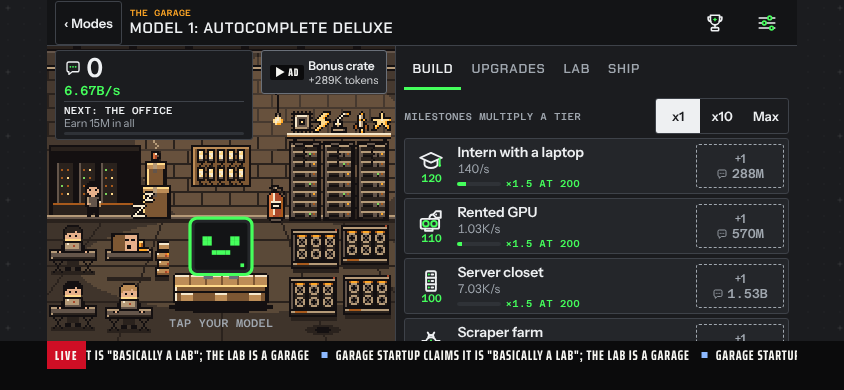 ‹ Modes
THE GARAGE
MODEL 1: AUTOCOMPLETE DELUXE
0
6.67B/s
NEXT: THE OFFICE
Earn 15M in all
AD
Bonus crate
+289K tokens
Z
Z
TAP YOUR MODEL
BUILD
UPGRADES
LAB
SHIP
MILESTONES MULTIPLY A TIER
x1
x10
Max
Intern with a laptop
140/s
120
×1.5 AT 200
+1
288M
Rented GPU
1.03K/s
110
×1.5 AT 200
+1
570M
Server closet
7.03K/s
100
×1.5 AT 200
+1
1.53B
Scraper farm
+1
LIVE
T IS "BASICALLY A LAB"; THE LAB IS A GARAGE ■ GARAGE STARTUP CLAIMS IT IS "BASICALLY A LAB"; THE LAB IS A GARAGE ■ GARAGE STARTUP